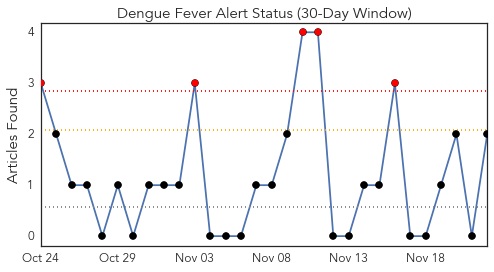 Dengue Fever Alert Status (30-Day Window)
Articles Found
4
3
2
1
0
Oct 24
Oct 29
Nov 03
Nov 08
Nov 13
Nov 18